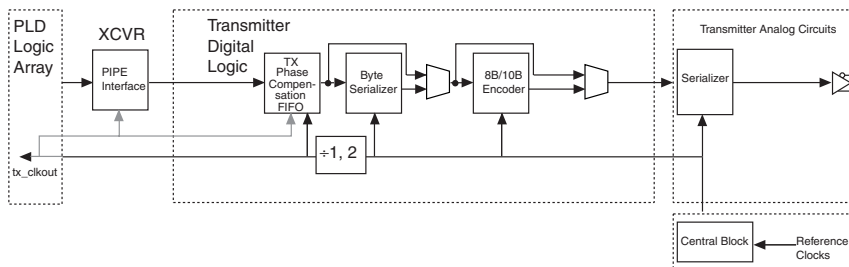 PLD
Logic
Array
XCVR
PIPE
Interface
Transmitter
Digital
Logic
TX
Phase
Compen-
sation
FIFO
Byte
Serializer
8B/10B
Encoder
Transmitter Analog Circuits
Serializer
÷1, 2
tx_clkout
Central Block
Reference
Clocks